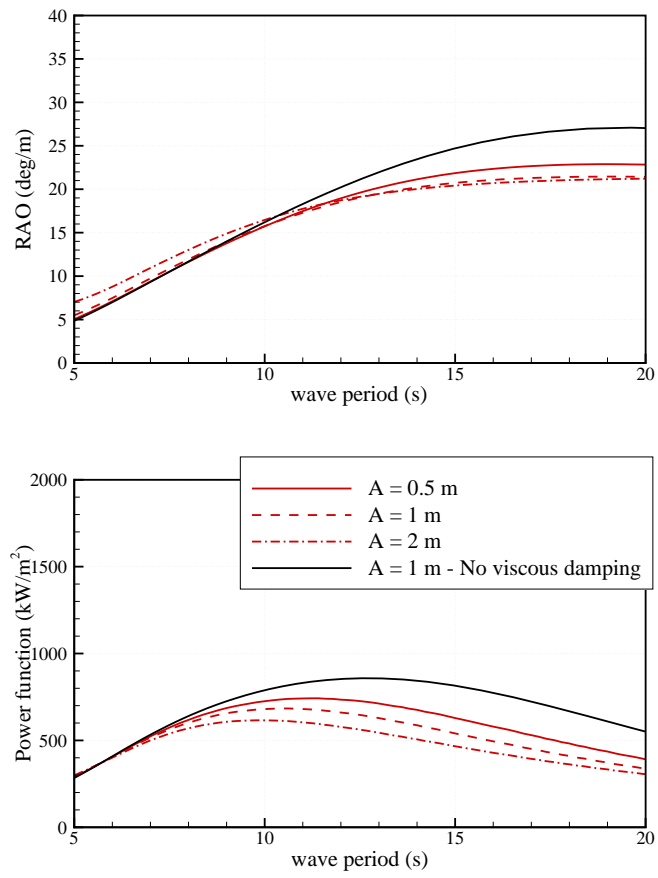 40
35
30
25
20
15
10
5
0
RAO (deg/m)
5 10 15 20
wave period (s)
A = 0.5 m
A = 1 m
A = 2 m
A = 1 m - No viscous damping
2000
1500
1000
500
0
Power function (kW/m²)
5 10 15 20
wave period (s)